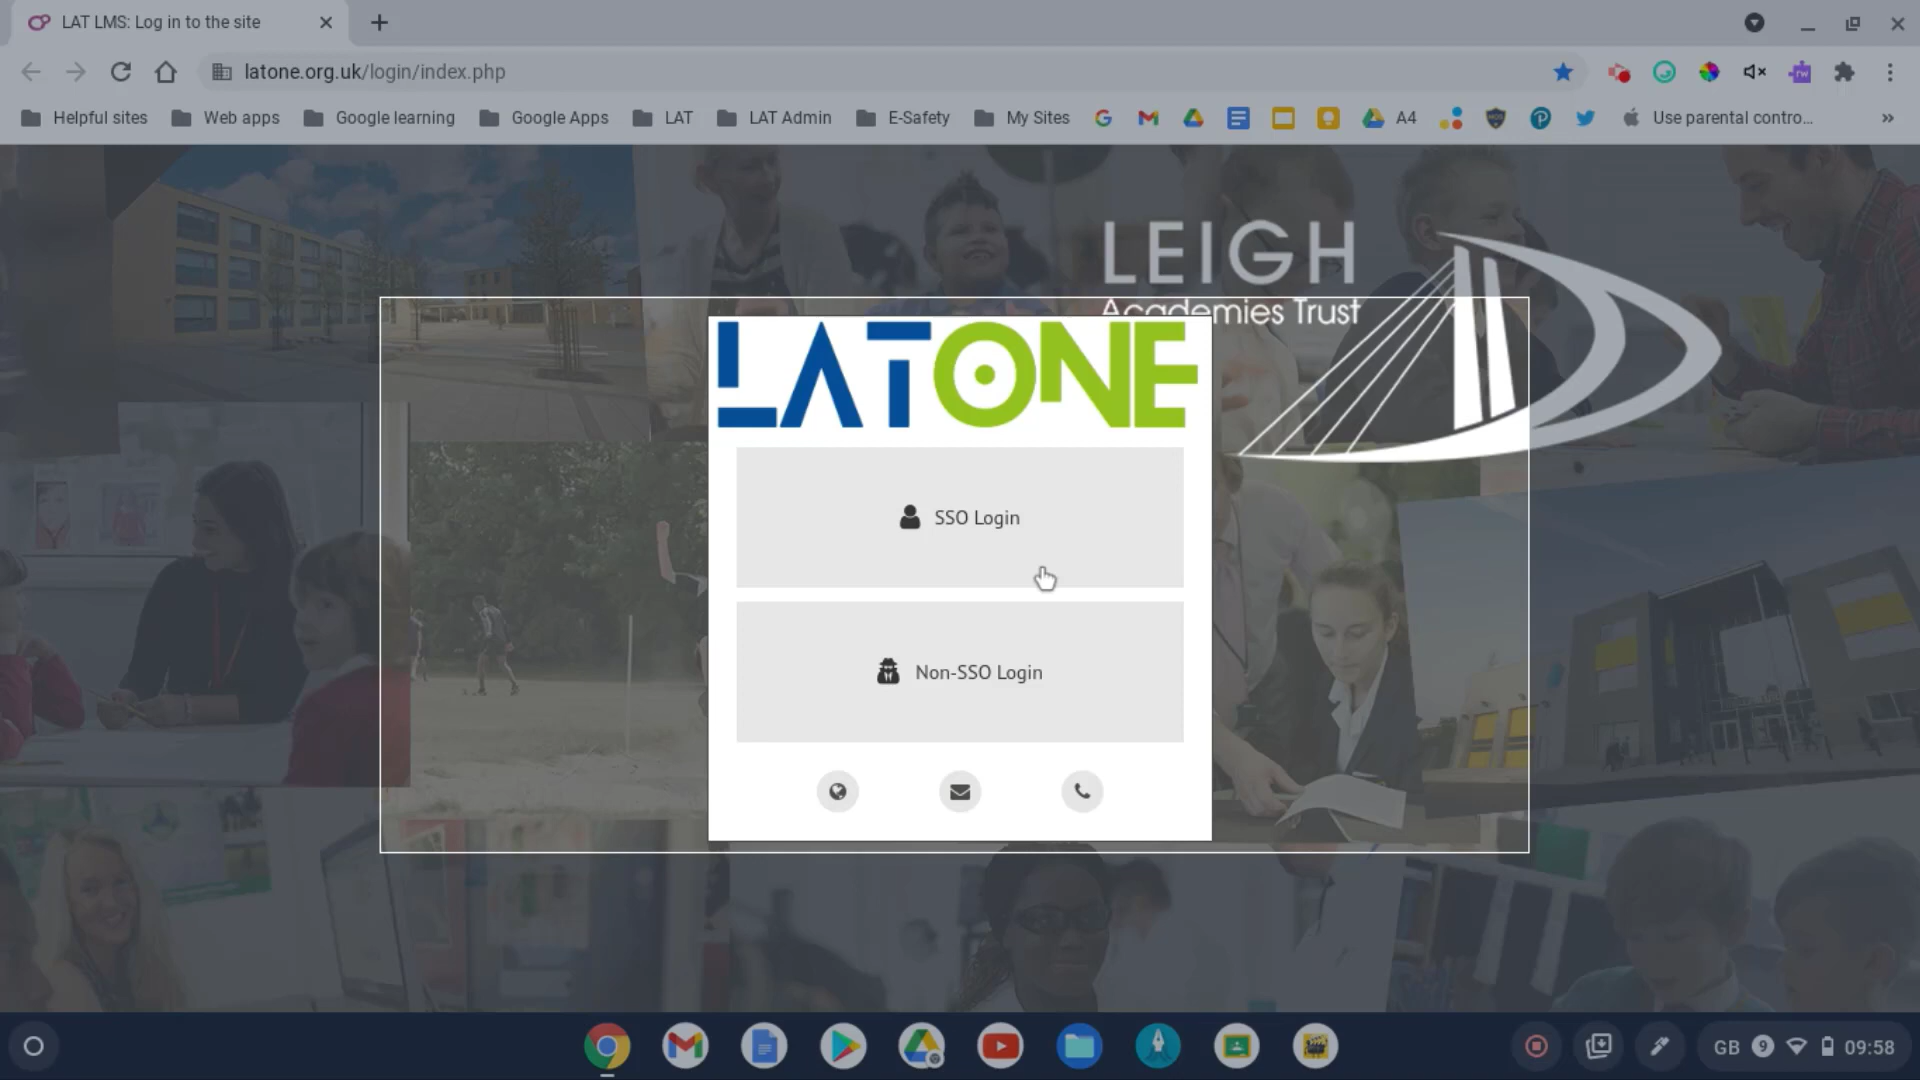 LAT LMS: Log in to the site
latone.org.uk/login/index.php
Helpful sites
Web apps
Google learning
Google Apps
LAT
LAT Admin
E-Safety
My Sites
A4
Use parental contro...
LEIGH
Academies Trust
LATONE
SSO Login
Non-SSO Login
GB 9 09:58